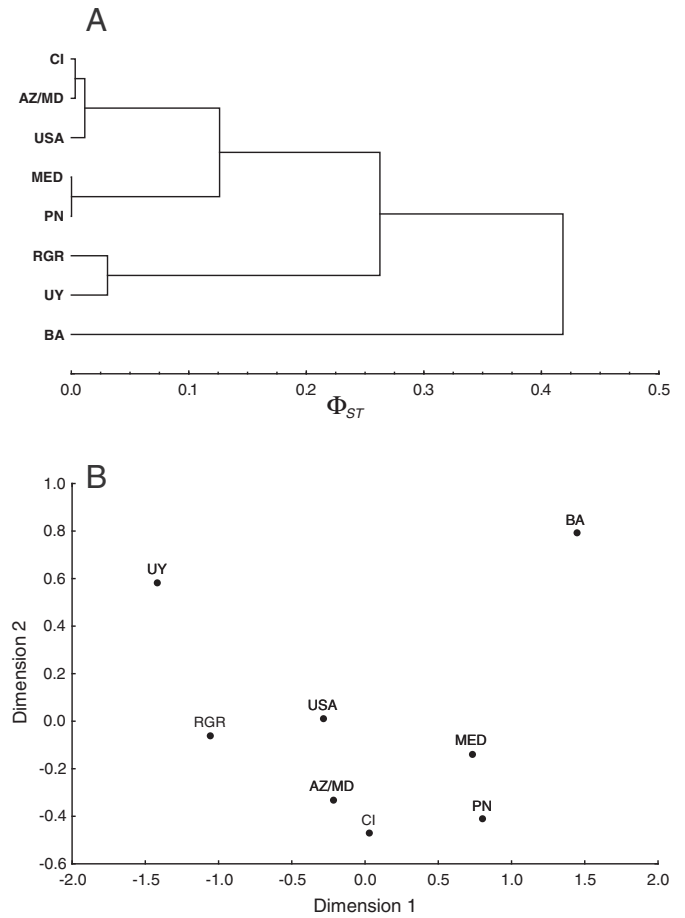 A
CI
AZ/MD
USA
MED
PN
RGR
UY
BA
0.0 0.1 0.2 0.3 0.4 0.5
ΦST
B
1.0
0.8
0.6
0.4
0.2
0.0
-0.2
-0.4
-0.6
Dimension 2
BA
UY
USA
RGR
MED
AZ/MD
PN
CI
-2.0 -1.5 -1.0 -0.5 0.0 0.5 1.0 1.5 2.0
Dimension 1